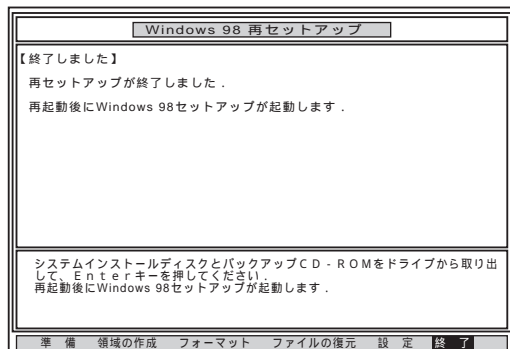 Windows 98 再セットアップ
【終了しました】
再セットアップが終了しました．
再起動後にWindows 98セットアップが起動します．
システムインストールディスクとバックアップＣＤ‐ＲＯＭをドライブから取り出
して、Ｅｎｔｅｒキーを押してください．
再起動後にWindows 98セットアップが起動します．
準　備　領域の作成　フォーマット　ファイルの復元　設　定　終　了